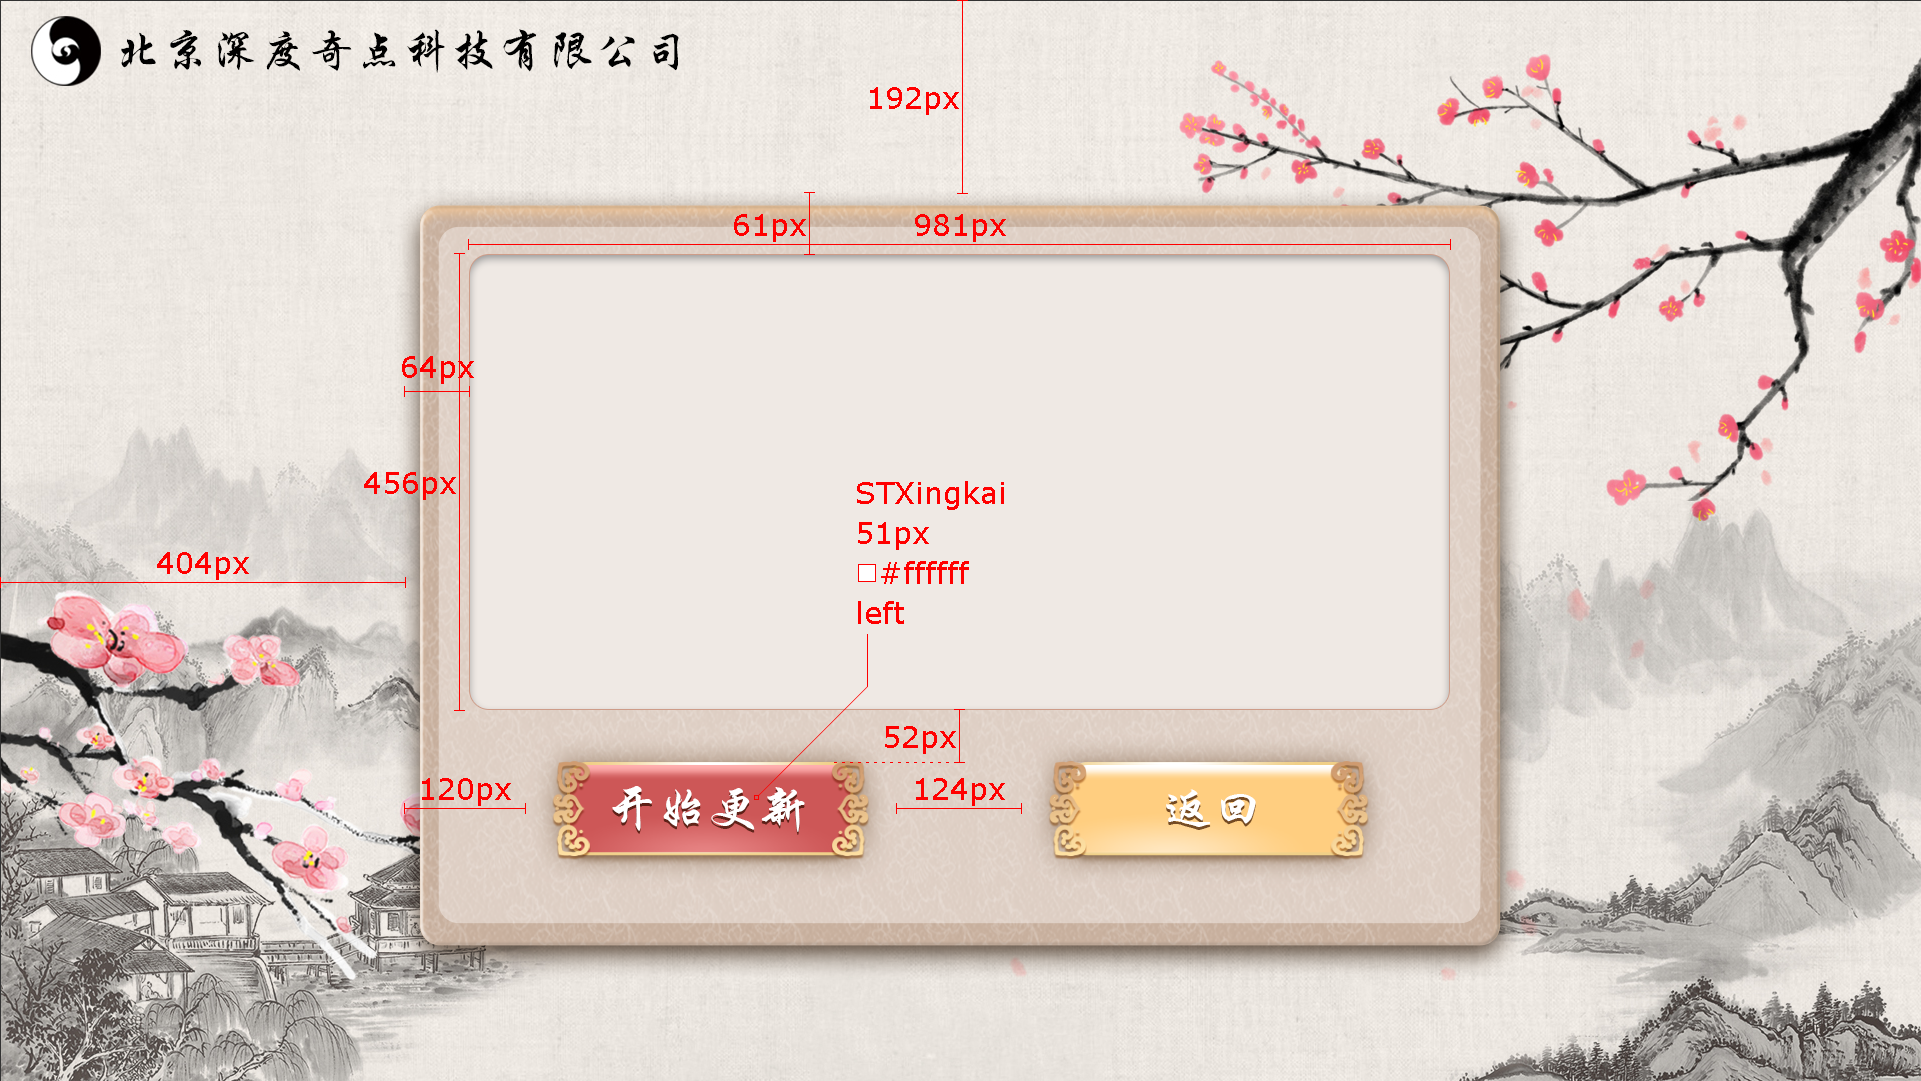 北京深度奇点科技有限公司
192px
61px
981px
64px
456px
STXingkai
51px
#ffffff
left
404px
52px
120px
124px
开始更新
返回